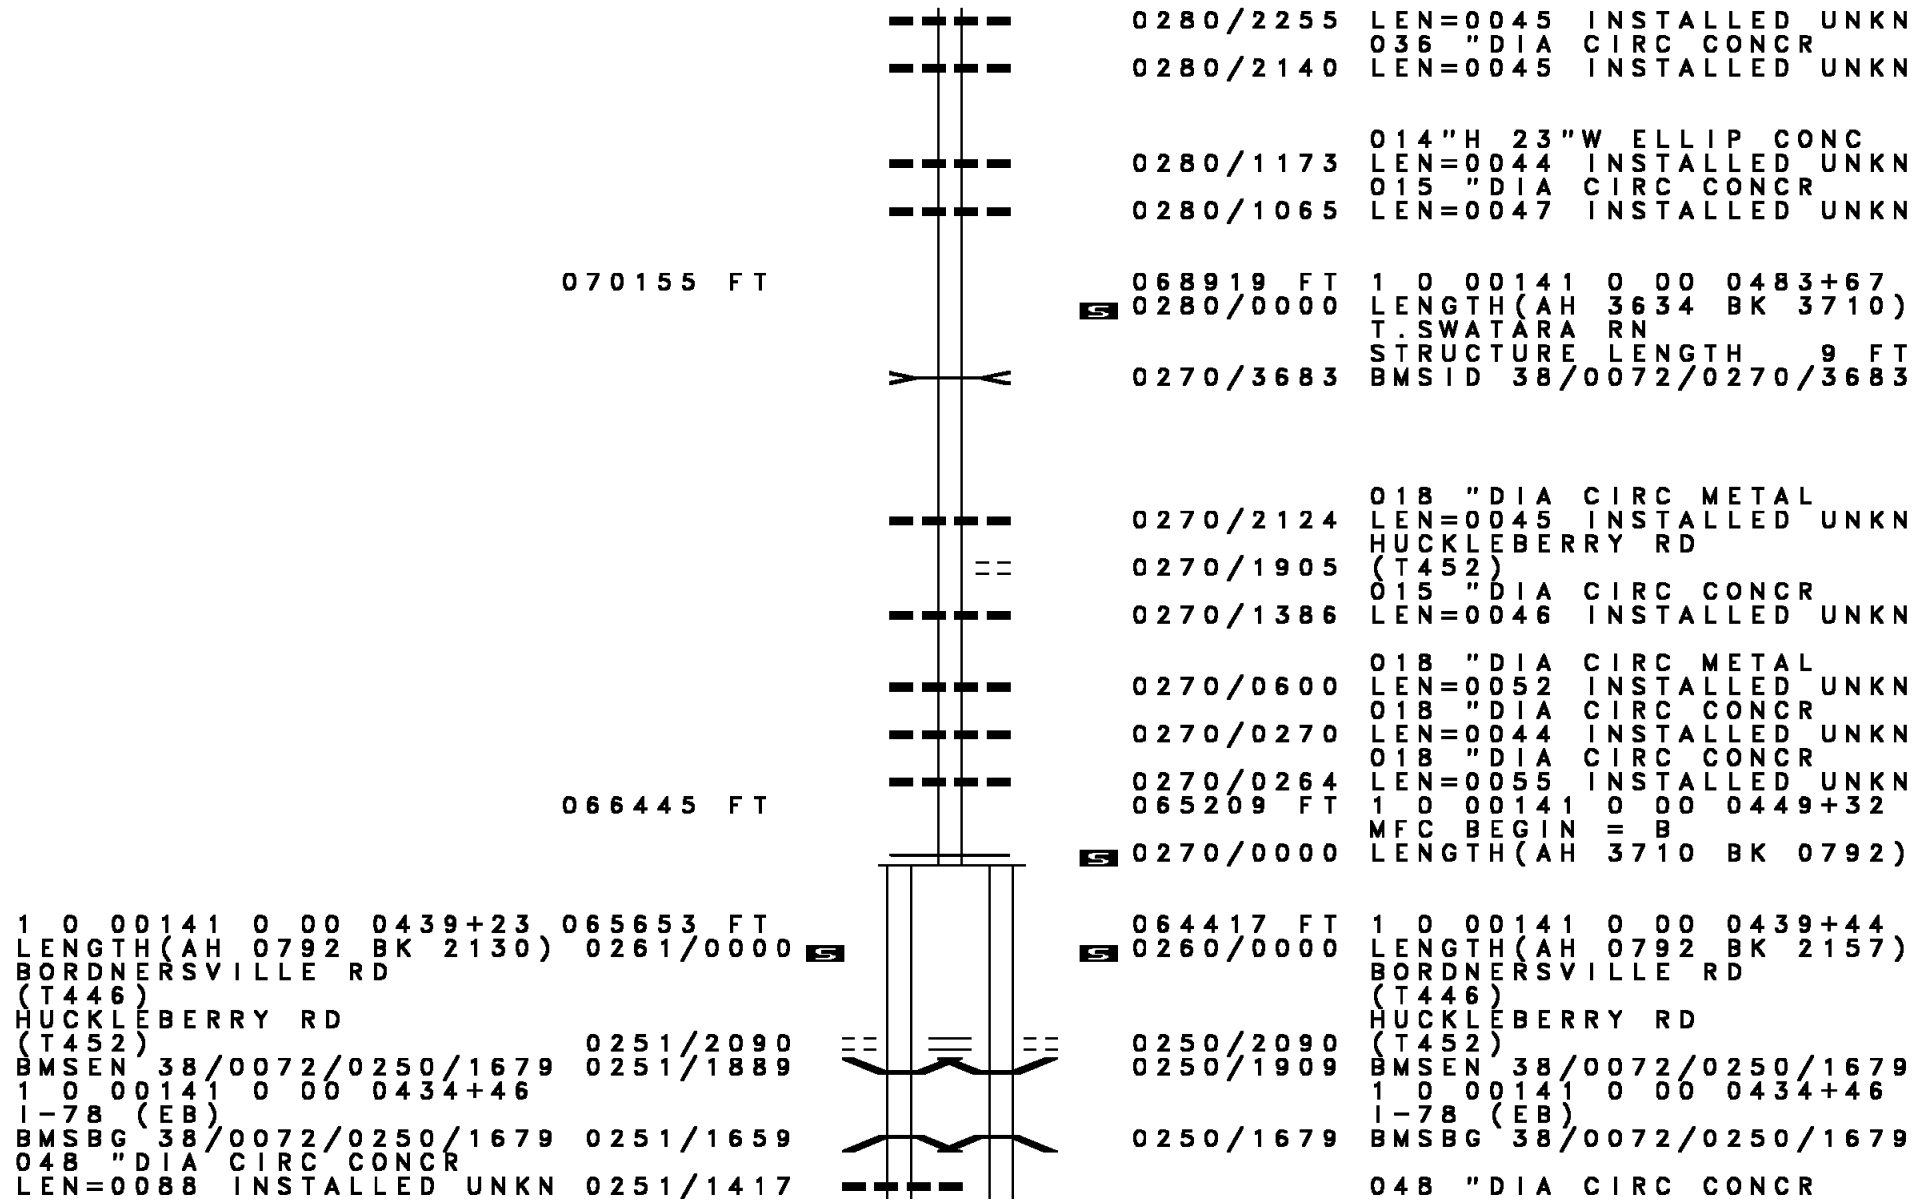 0280/2255 LEN=0045 INSTALLED UNKN
036 "DIA CIRC CONCR
0280/2140 LEN=0045 INSTALLED UNKN
014"H 23"W ELLIP CONC
0280/1173 LEN=0044 INSTALLED UNKN
015 "DIA CIRC CONCR
0280/1065 LEN=0047 INSTALLED UNKN
070155 FT 068919 FT 1 0 00141 0 00 0483+67
S 0280/0000 LENGTH(AH 3634 BK 3710)
T.SWATARA RN
STRUCTURE LENGTH 9 FT
0270/3683 BMSID 38/0072/0270/3683
018 "DIA CIRC METAL
0270/2124 LEN=0045 INSTALLED UNKN
HUCKLEBERRY RD
0270/1905 (T452)
015 "DIA CIRC CONCR
0270/1386 LEN=0046 INSTALLED UNKN
018 "DIA CIRC METAL
0270/0600 LEN=0052 INSTALLED UNKN
018 "DIA CIRC CONCR
0270/0270 LEN=0044 INSTALLED UNKN
018 "DIA CIRC CONCR
0270/0264 LEN=0055 INSTALLED UNKN
066445 FT 065209 FT 1 0 00141 0 00 0449+32
MFC BEGIN = B
S 0270/0000 LENGTH(AH 3710 BK 0792)
1 0 00141 0 00 0439+23 065653 FT 064417 FT 1 0 00141 0 00 0439+44
LENGTH(AH 0792 BK 2130) 0261/0000 S S 0260/0000 LENGTH(AH 0792 BK 2157)
BORDNERSVILLE RD BORDNERSVILLE RD
(T446) (T446)
HUCKLEBERRY RD HUCKLEBERRY RD
(T452) 0251/2090 0250/2090 (T452)
BMSEN 38/0072/0250/1679 0251/1889 0250/1909 BMSEN 38/0072/0250/1679
1 0 00141 0 00 0434+46 1 0 00141 0 00 0434+46
I-78 (EB) I-78 (EB)
BMSBG 38/0072/0250/1679 0251/1659 0250/1679 BMSBG 38/0072/0250/1679
048 "DIA CIRC CONCR
LEN=0088 INSTALLED UNKN 0251/1417 048 "DIA CIRC CONCR